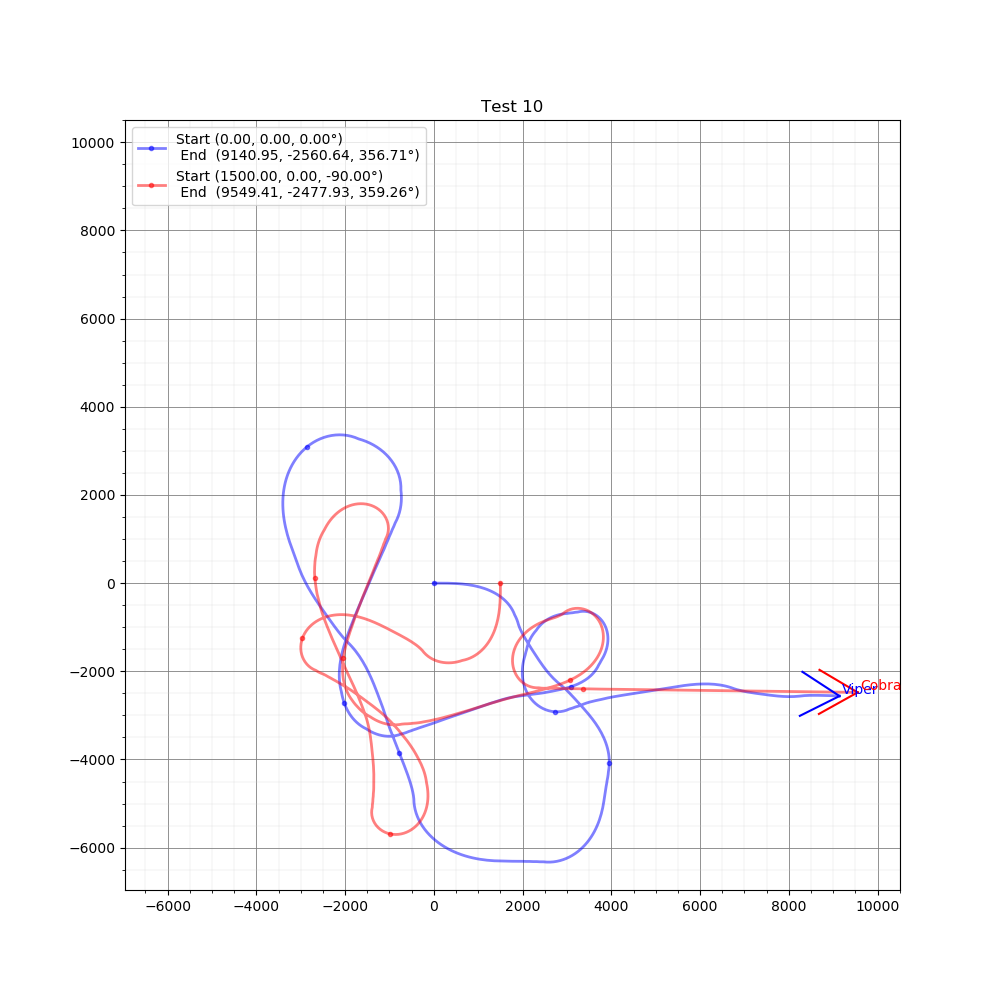 Test 10
Start (0.00, 0.00, 0.00°)
End (9140.95, -2560.64, 356.71°)
Start (1500.00, 0.00, -90.00°)
End (9549.41, -2477.93, 359.26°)
10000
8000
6000
4000
2000
0
−2000
−4000
−6000
Cobra
Viper
−6000 −4000 −2000 0 2000 4000 6000 8000 10000